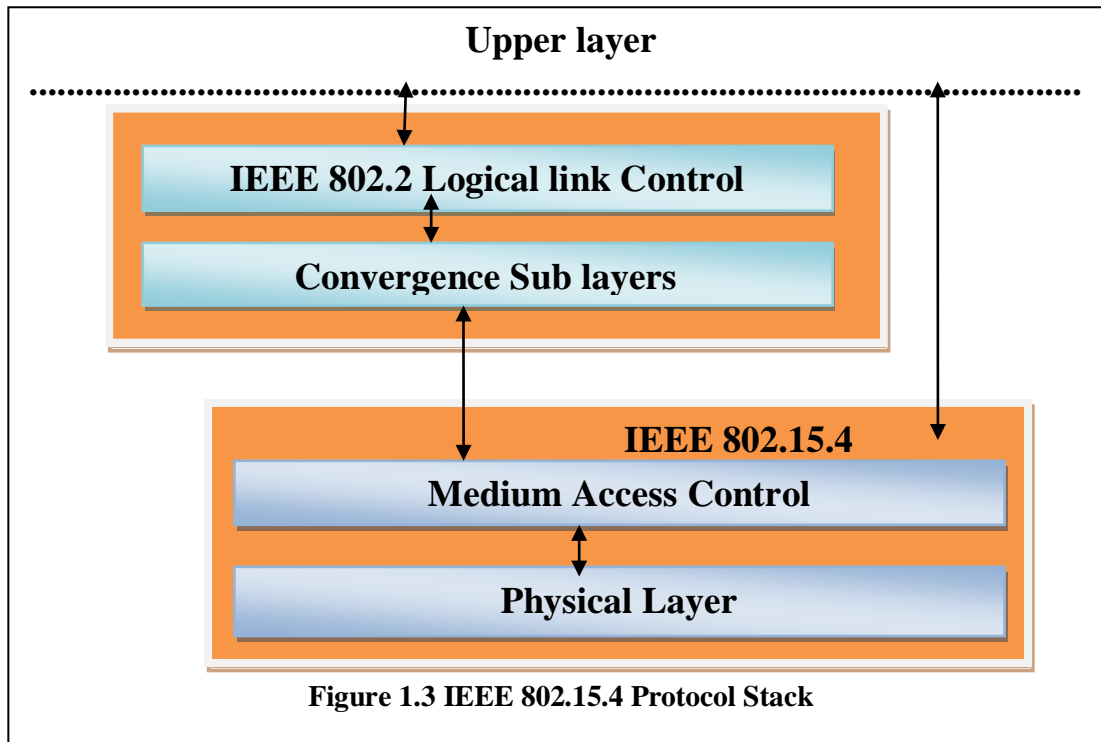 Upper layer
IEEE 802.2 Logical link Control
Convergence Sub layers
IEEE 802.15.4
Medium Access Control
Physical Layer
Figure 1.3 IEEE 802.15.4 Protocol Stack